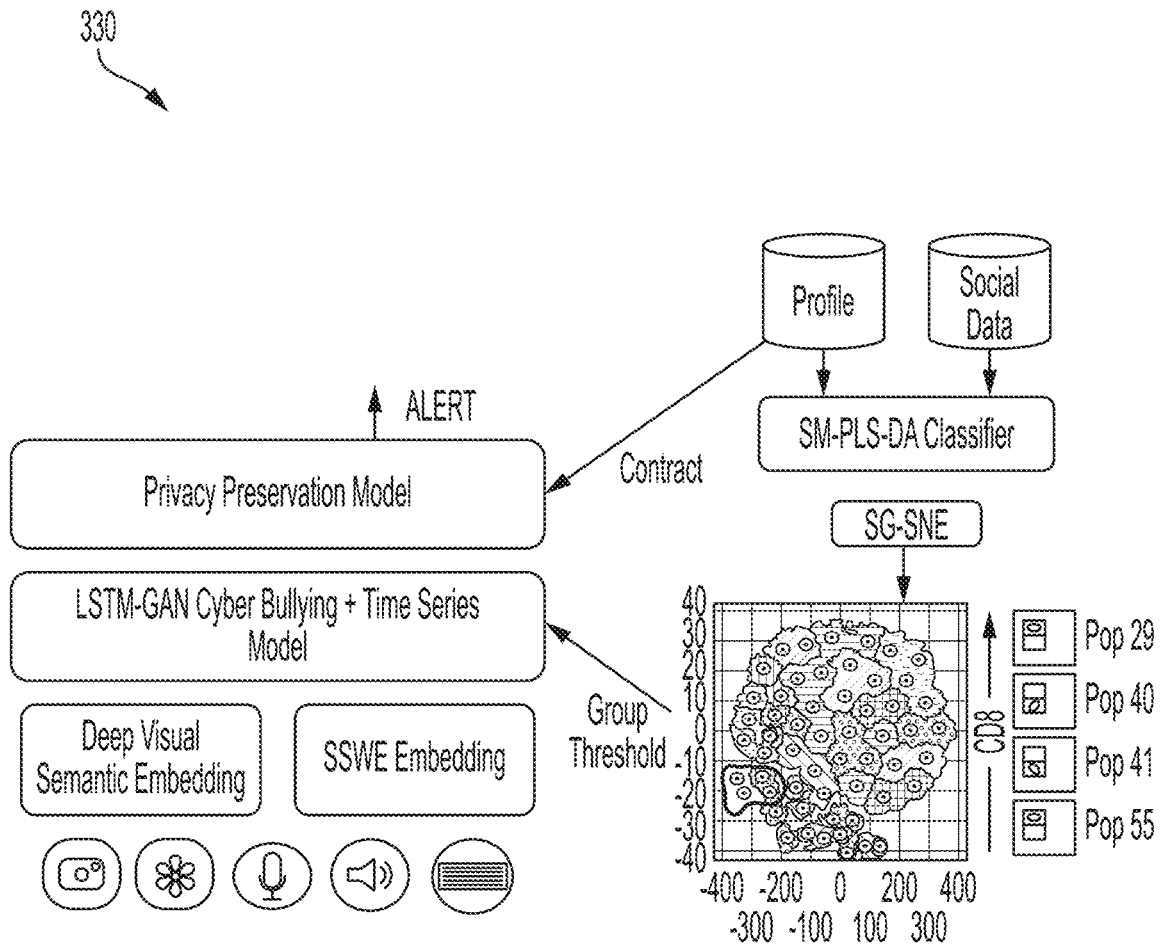 330
Profile
Social
Data
ALERT
SM-PLS-DA Classifier
Contract
Privacy Preservation Model
SG-SNE
LSTM-GAN Cyber Bullying + Time Series
Model
Group
Threshold
Deep Visual
Semantic Embedding
SSWE Embedding
40
30
20
10
0
-10
-20
-30
-40
-400 -200 0 200 400
-300 -100 100 300
CD8
Pop 29
Pop 40
Pop 41
Pop 55